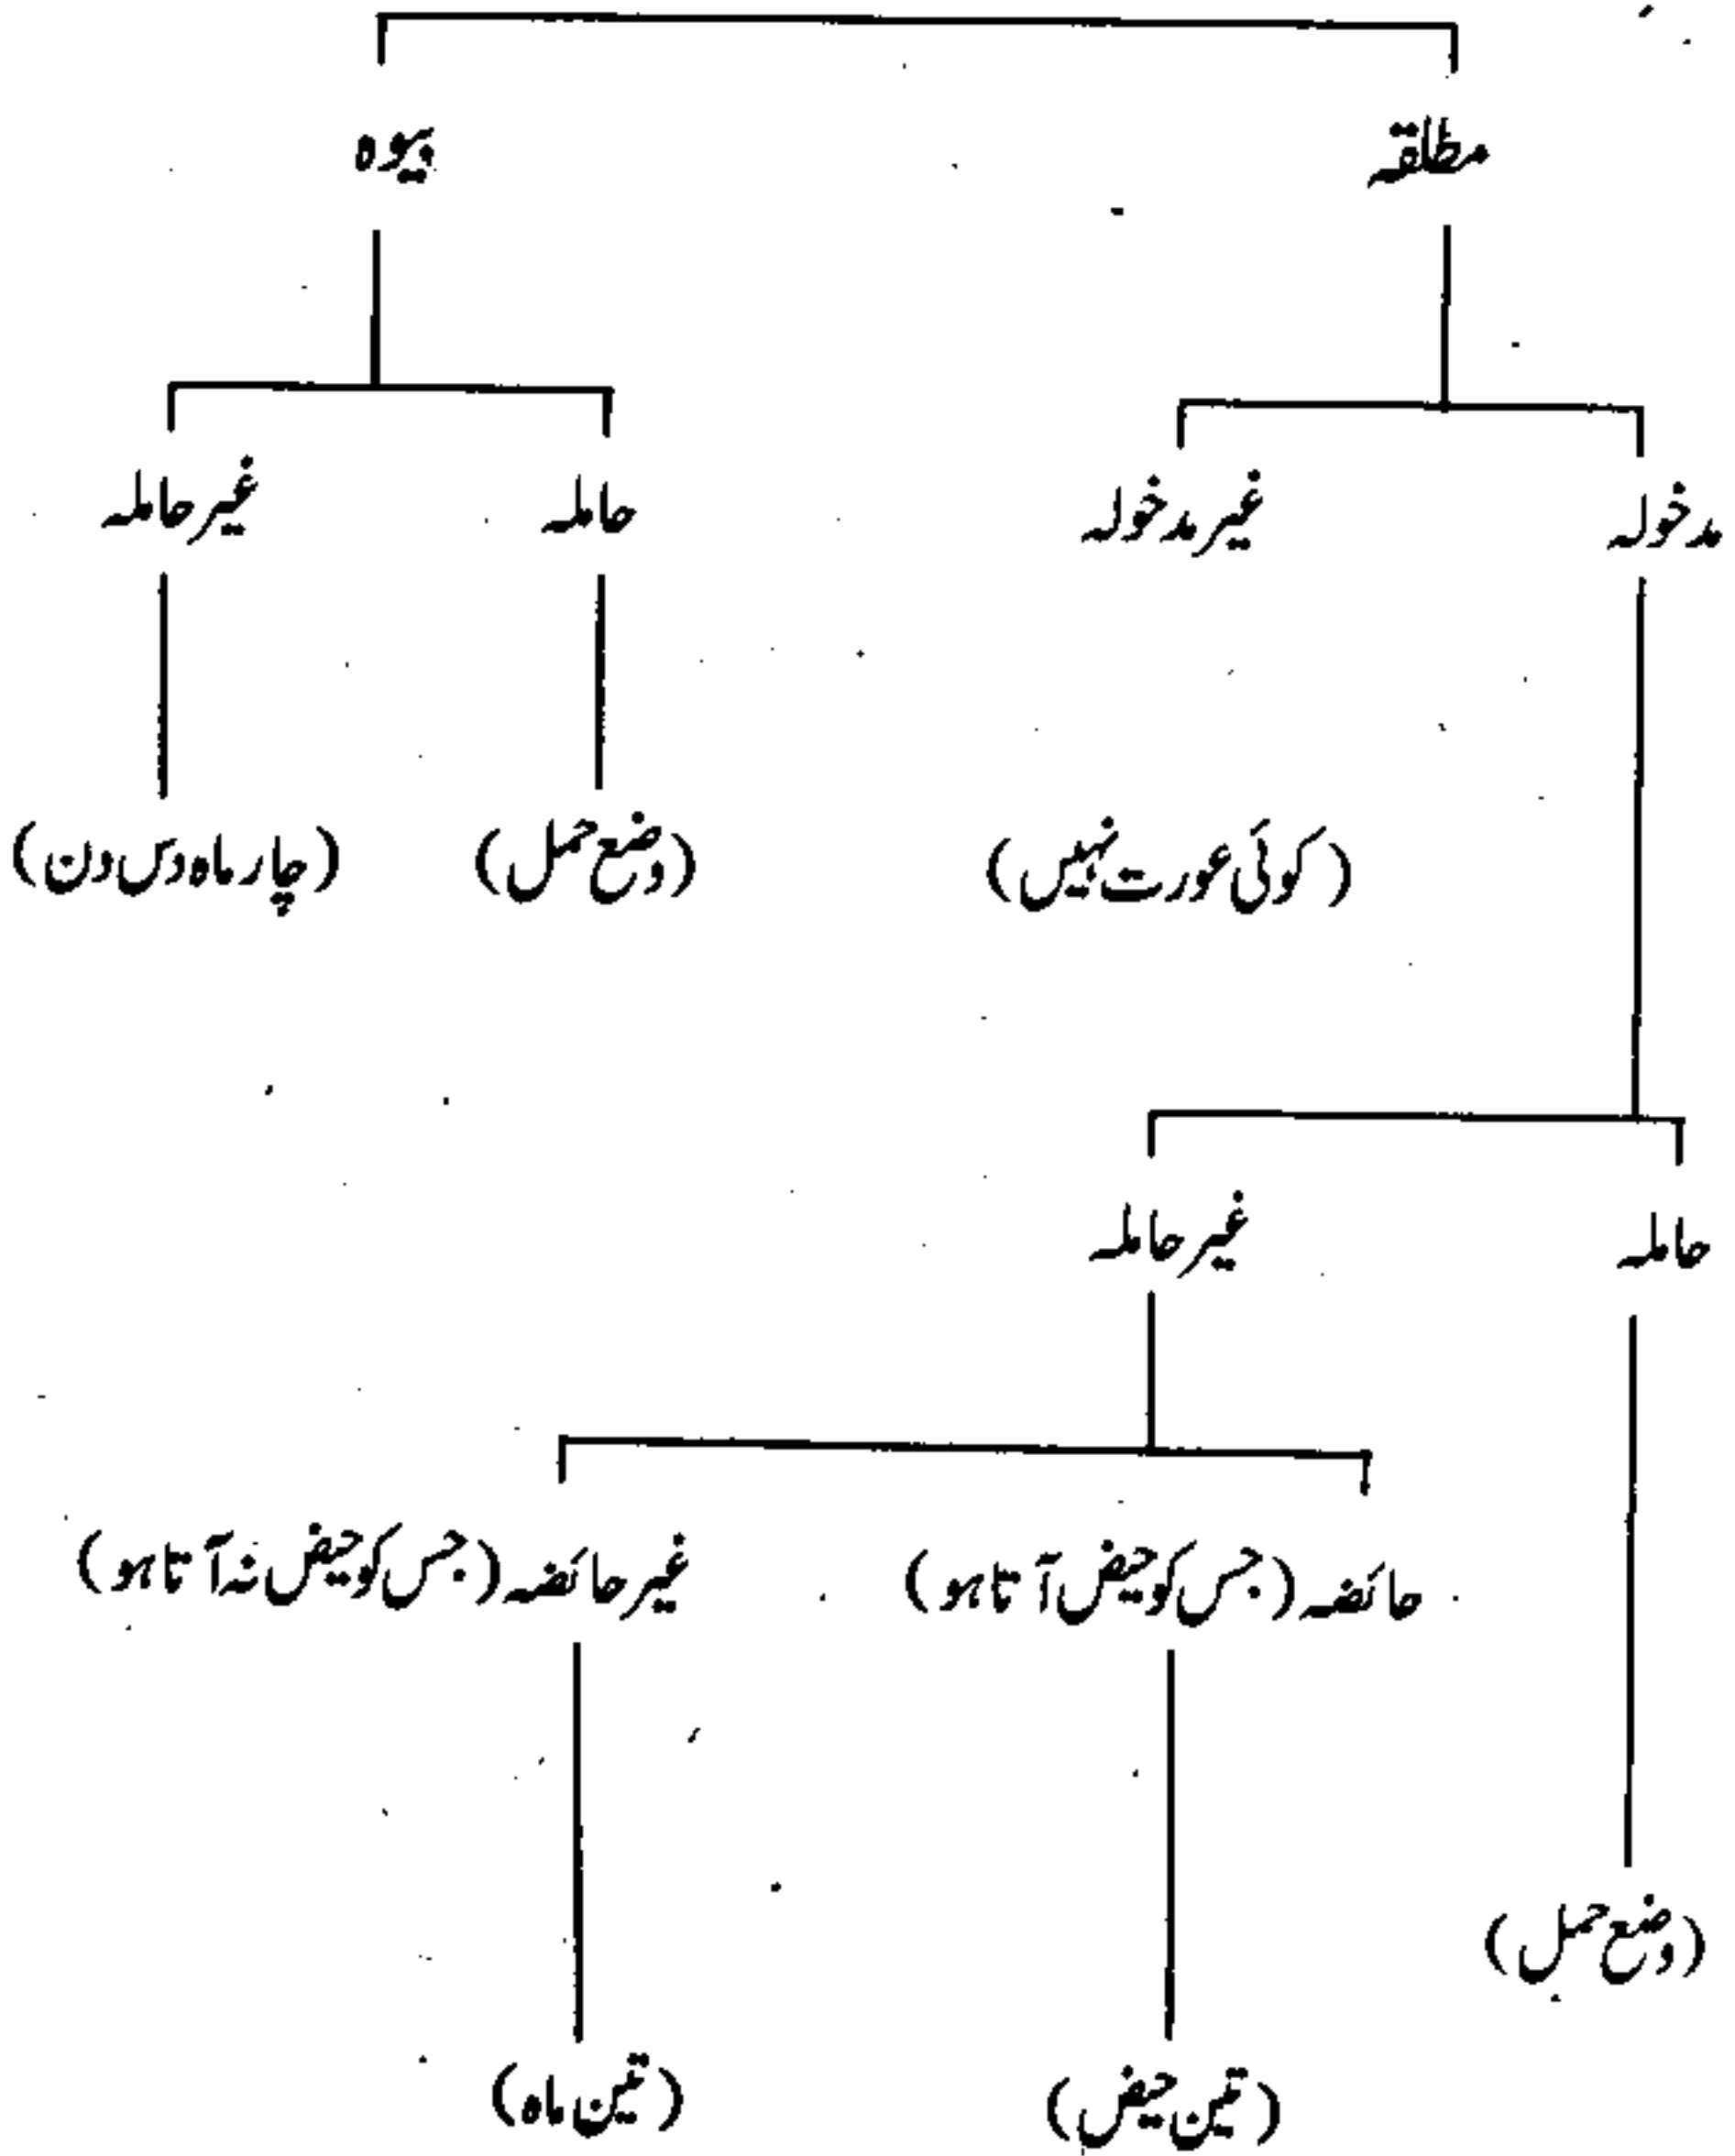 مطلقہ بیوہ
مدخولہ غیر مدخولہ حاملہ غیر حاملہ
(کوئی عورت نہیں) (وضع حمل) (چار ماہ دس دن)
حاملہ غیر حاملہ
حائضہ (جس کو حیض آتا ہو) غیر حائضہ (جس کو حیض نہ آتا ہو)
(وضع حمل)
(تین حیض) (تین ماہ)